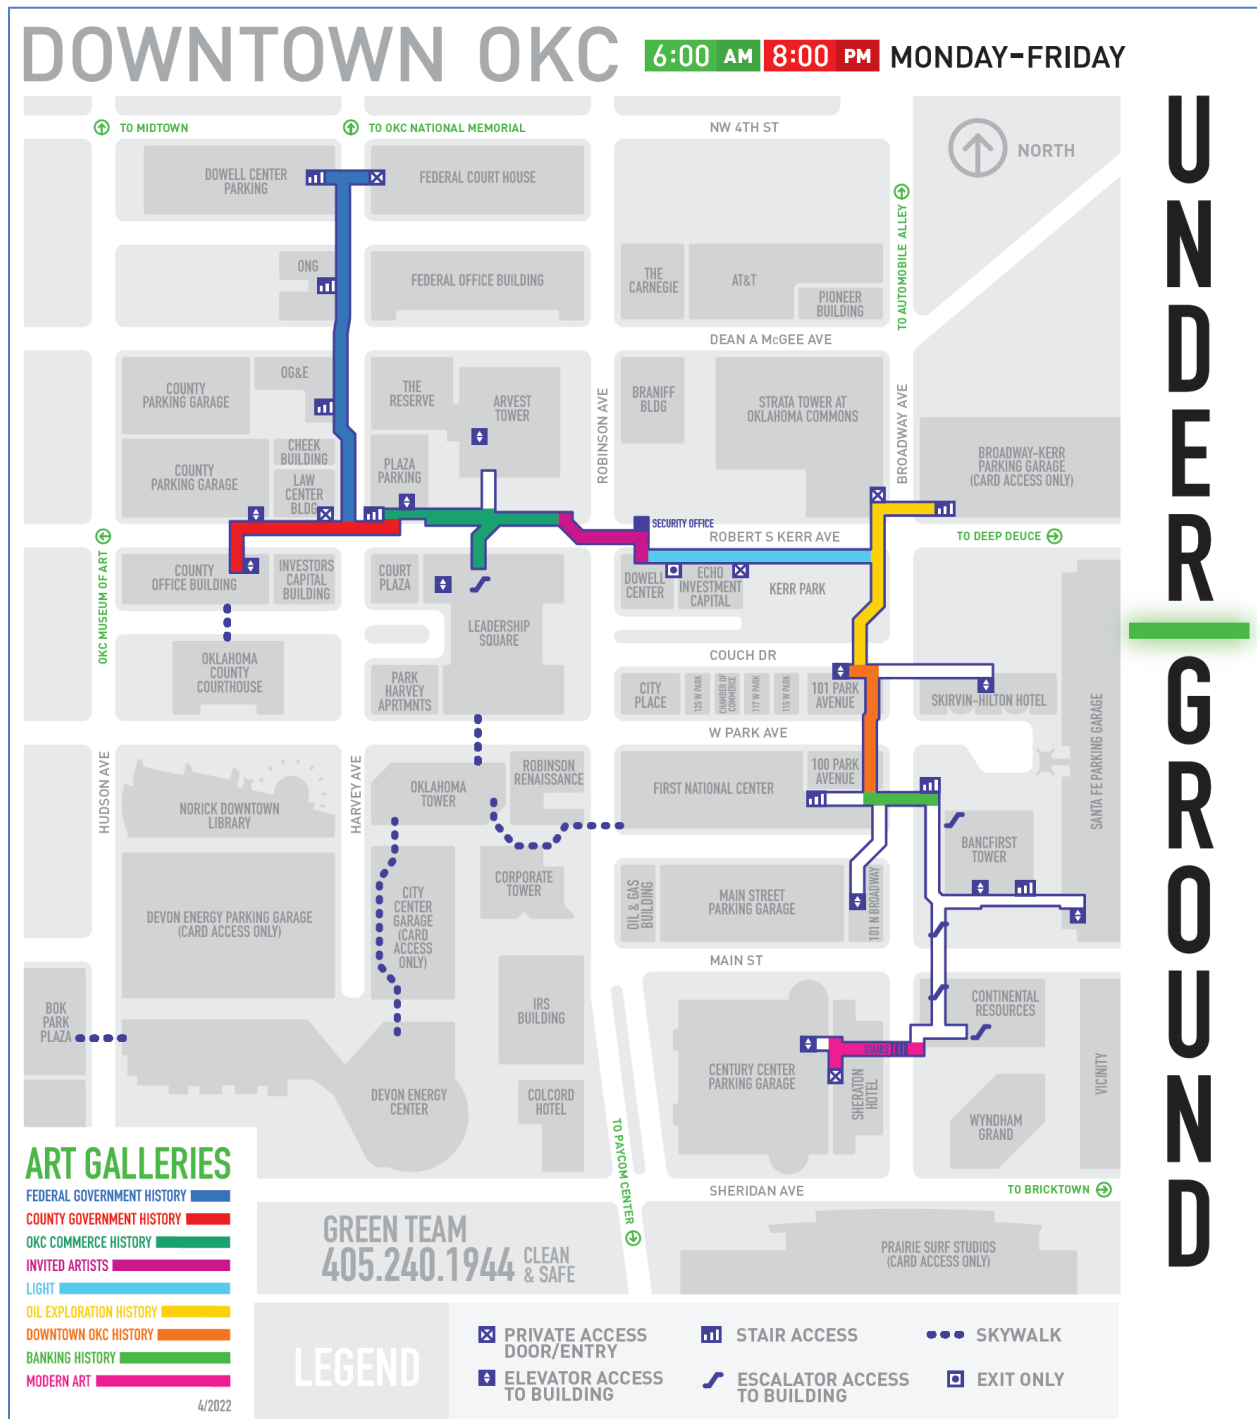 DOWNTOWN OKC
6:00 AM 8:00 PM MONDAY-FRIDAY
UNDERGROUND
TO MIDTOWN
TO OKC NATIONAL MEMORIAL
NW 4TH ST
NORTH
DOWELL CENTER
PARKING
FEDERAL COURT HOUSE
TO AUTOMOBILE ALLEY
ONG
FEDERAL OFFICE BUILDING
THE
CARNEGIE
AT&T
PIONEER
BUILDING
DEAN A McGEE AVE
OG&E
COUNTY
PARKING GARAGE
THE
RESERVE
ARVEST
TOWER
ROBINSON AVE
BRANIFF
BLDG
STRATA TOWER AT
OKLAHOMA COMMONS
BROADWAY AVE
CHEEK
BUILDING
COUNTY
PARKING GARAGE
LAW
CENTER
BLDG
PLAZA
PARKING
BROADWAY-KERR
PARKING GARAGE
(CARD ACCESS ONLY)
SECURITY OFFICE
ROBERT S KERR AVE
TO DEEP DEUCE
OKC MUSEUM OF ART
COUNTY
OFFICE BUILDING
INVESTORS
CAPITAL
BUILDING
COURT
PLAZA
DOWELL
CENTER
ECHO
INVESTMENT
CAPITAL
KERR PARK
LEADERSHIP
SQUARE
OKLAHOMA
COUNTY
COURTHOUSE
COUCH DR
PARK
HARVEY
APRTMNTS
CITY
PLACE
125 W PARK
CHAMBER OF
COMMERCE
117 W PARK
115 W PARK
101 PARK
AVENUE
SKIRVIN-HILTON HOTEL
SANTA FE PARKING GARAGE
W PARK AVE
HUDSON AVE
HARVEY AVE
NORICK DOWNTOWN
LIBRARY
OKLAHOMA
TOWER
ROBINSON
RENAISSANCE
FIRST NATIONAL CENTER
100 PARK
AVENUE
BANCFIRST
TOWER
DEVON ENERGY PARKING GARAGE
(CARD ACCESS ONLY)
CITY
CENTER
GARAGE
(CARD
ACCESS
ONLY)
CORPORATE
TOWER
OIL & GAS
BUILDING
MAIN STREET
PARKING GARAGE
101 N BROADWAY
MAIN ST
BOK
PARK
PLAZA
IRS
BUILDING
CONTINENTAL
RESOURCES
STAIRS
CENTURY CENTER
PARKING GARAGE
SHERATON
HOTEL
VICINITY
DEVON ENERGY
CENTER
COLCORD
HOTEL
WYNDHAM
GRAND
TO PAYCOM CENTER
SHERIDAN AVE
TO BRICKTOWN
PRAIRIE SURF STUDIOS
(CARD ACCESS ONLY)
ART GALLERIES
FEDERAL GOVERNMENT HISTORY
COUNTY GOVERNMENT HISTORY
OKC COMMERCE HISTORY
INVITED ARTISTS
LIGHT
OIL EXPLORATION HISTORY
DOWNTOWN OKC HISTORY
BANKING HISTORY
MODERN ART
4/2022
GREEN TEAM
405.240.1944 CLEAN
& SAFE
LEGEND
PRIVATE ACCESS
DOOR/ENTRY
ELEVATOR ACCESS
TO BUILDING
STAIR ACCESS
ESCALATOR ACCESS
TO BUILDING
SKYWALK
EXIT ONLY